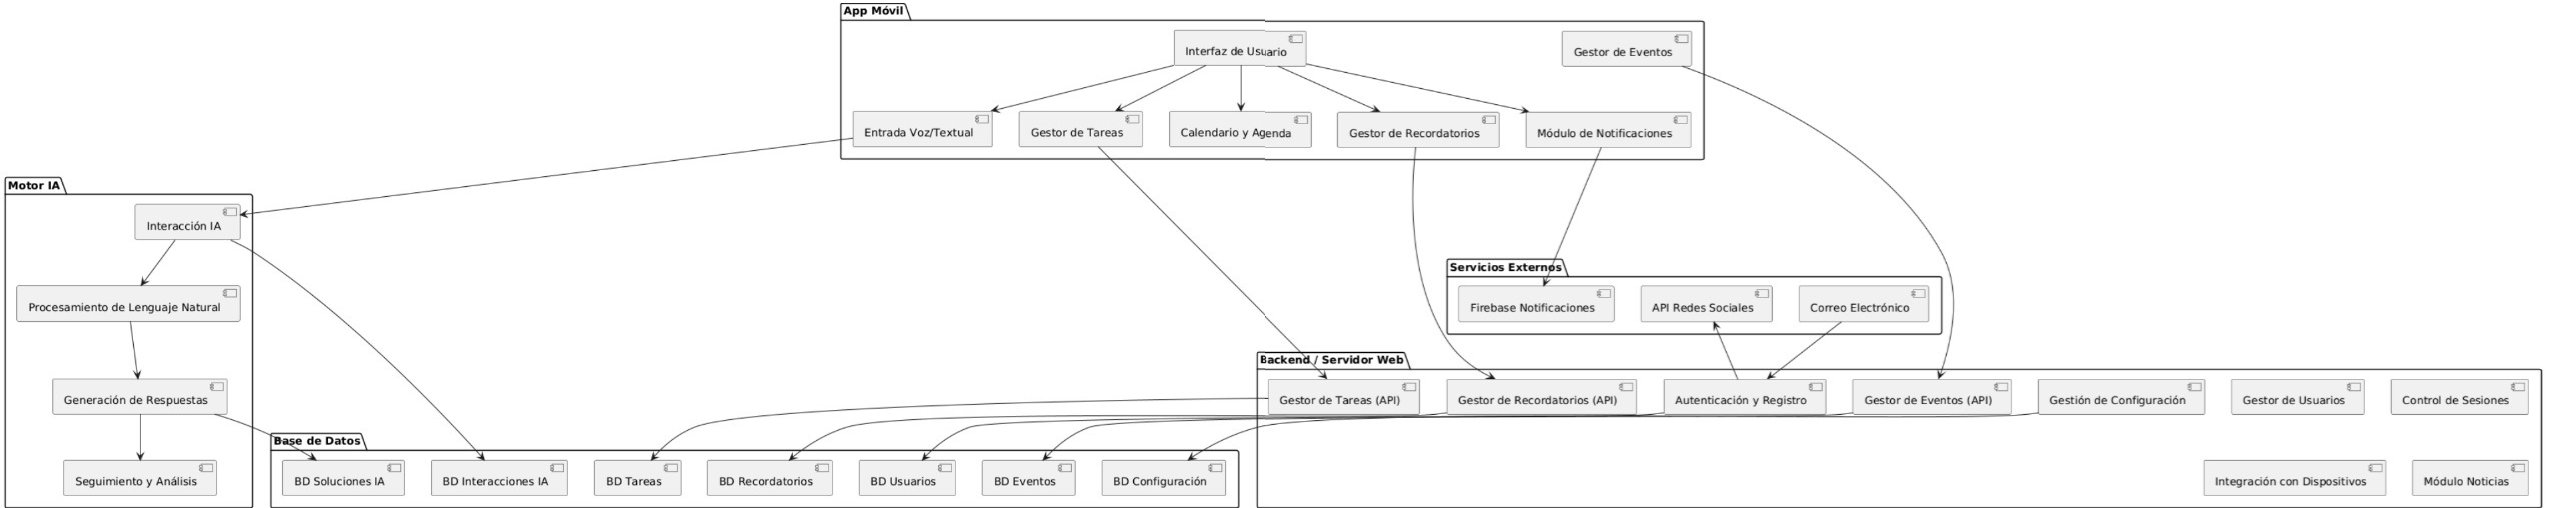 App Móvil
Interfaz de Usuario
Gestor de Eventos
Entrada Voz/Textual
Gestor de Tareas
Calendario y Agenda
Gestor de Recordatorios
Módulo de Notificaciones
Motor IA
Interacción IA
Procesamiento de Lenguaje Natural
Generación de Respuestas
Seguimiento y Análisis
Servicios Externos
Firebase Notificaciones
API Redes Sociales
Correo Electrónico
Backend / Servidor Web
Gestor de Tareas (API)
Gestor de Recordatorios (API)
Autenticación y Registro
Gestor de Eventos (API)
Gestión de Configuración
Gestor de Usuarios
Control de Sesiones
Integración con Dispositivos
Módulo Noticias
Base de Datos
BD Soluciones IA
BD Interacciones IA
BD Tareas
BD Recordatorios
BD Usuarios
BD Eventos
BD Configuración